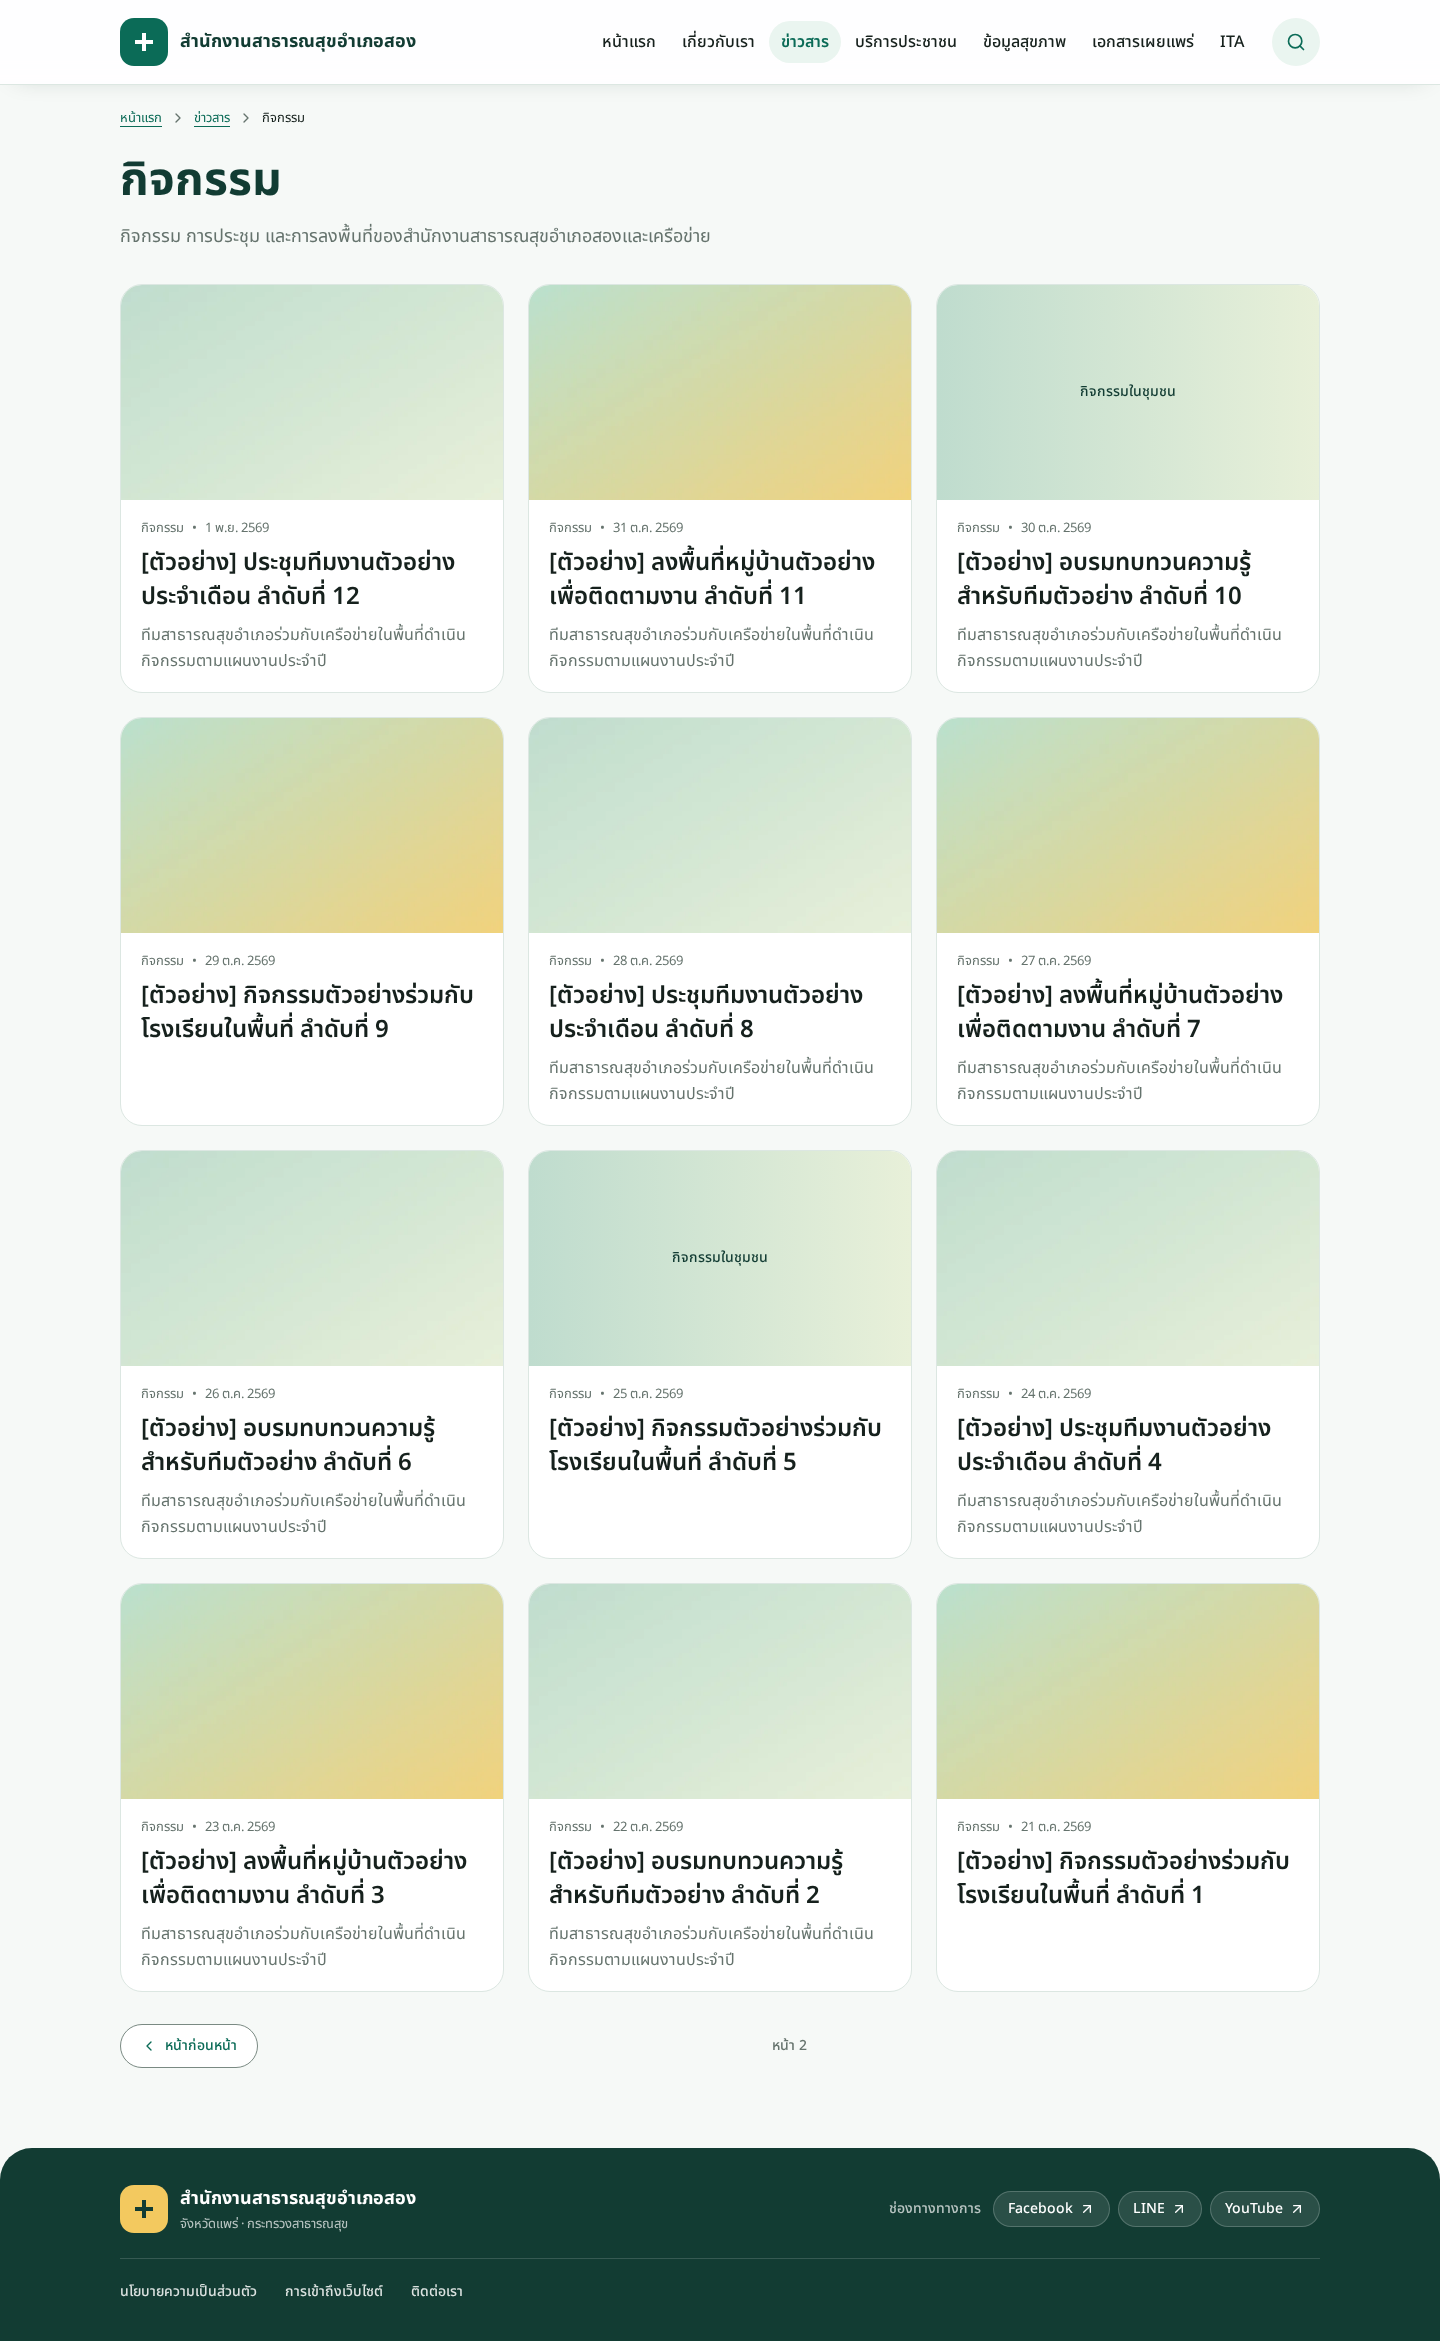 สำนักงานสาธารณสุขอำเภอสอง
หน้าแรก เกี่ยวกับเรา ข่าวสาร บริการประชาชน ข้อมูลสุขภาพ เอกสารเผยแพร่ ITA
หน้าแรก ข่าวสาร กิจกรรม
กิจกรรม
กิจกรรม การประชุม และการลงพื้นที่ของสำนักงานสาธารณสุขอำเภอสองและเครือข่าย
กิจกรรม • 1 พ.ย. 2569
[ตัวอย่าง] ประชุมทีมงานตัวอย่าง
ประจำเดือน ลำดับที่ 12
ทีมสาธารณสุขอำเภอร่วมกับเครือข่ายในพื้นที่ดำเนิน
กิจกรรมตามแผนงานประจำปี
กิจกรรม • 31 ต.ค. 2569
[ตัวอย่าง] ลงพื้นที่หมู่บ้านตัวอย่าง
เพื่อติดตามงาน ลำดับที่ 11
ทีมสาธารณสุขอำเภอร่วมกับเครือข่ายในพื้นที่ดำเนิน
กิจกรรมตามแผนงานประจำปี
กิจกรรมในชุมชน
กิจกรรม • 30 ต.ค. 2569
[ตัวอย่าง] อบรมทบทวนความรู้
สำหรับทีมตัวอย่าง ลำดับที่ 10
ทีมสาธารณสุขอำเภอร่วมกับเครือข่ายในพื้นที่ดำเนิน
กิจกรรมตามแผนงานประจำปี
กิจกรรม • 29 ต.ค. 2569
[ตัวอย่าง] กิจกรรมตัวอย่างร่วมกับ
โรงเรียนในพื้นที่ ลำดับที่ 9
กิจกรรม • 28 ต.ค. 2569
[ตัวอย่าง] ประชุมทีมงานตัวอย่าง
ประจำเดือน ลำดับที่ 8
ทีมสาธารณสุขอำเภอร่วมกับเครือข่ายในพื้นที่ดำเนิน
กิจกรรมตามแผนงานประจำปี
กิจกรรม • 27 ต.ค. 2569
[ตัวอย่าง] ลงพื้นที่หมู่บ้านตัวอย่าง
เพื่อติดตามงาน ลำดับที่ 7
ทีมสาธารณสุขอำเภอร่วมกับเครือข่ายในพื้นที่ดำเนิน
กิจกรรมตามแผนงานประจำปี
กิจกรรม • 26 ต.ค. 2569
[ตัวอย่าง] อบรมทบทวนความรู้
สำหรับทีมตัวอย่าง ลำดับที่ 6
ทีมสาธารณสุขอำเภอร่วมกับเครือข่ายในพื้นที่ดำเนิน
กิจกรรมตามแผนงานประจำปี
กิจกรรมในชุมชน
กิจกรรม • 25 ต.ค. 2569
[ตัวอย่าง] กิจกรรมตัวอย่างร่วมกับ
โรงเรียนในพื้นที่ ลำดับที่ 5
กิจกรรม • 24 ต.ค. 2569
[ตัวอย่าง] ประชุมทีมงานตัวอย่าง
ประจำเดือน ลำดับที่ 4
ทีมสาธารณสุขอำเภอร่วมกับเครือข่ายในพื้นที่ดำเนิน
กิจกรรมตามแผนงานประจำปี
กิจกรรม • 23 ต.ค. 2569
[ตัวอย่าง] ลงพื้นที่หมู่บ้านตัวอย่าง
เพื่อติดตามงาน ลำดับที่ 3
ทีมสาธารณสุขอำเภอร่วมกับเครือข่ายในพื้นที่ดำเนิน
กิจกรรมตามแผนงานประจำปี
กิจกรรม • 22 ต.ค. 2569
[ตัวอย่าง] อบรมทบทวนความรู้
สำหรับทีมตัวอย่าง ลำดับที่ 2
ทีมสาธารณสุขอำเภอร่วมกับเครือข่ายในพื้นที่ดำเนิน
กิจกรรมตามแผนงานประจำปี
กิจกรรม • 21 ต.ค. 2569
[ตัวอย่าง] กิจกรรมตัวอย่างร่วมกับ
โรงเรียนในพื้นที่ ลำดับที่ 1
หน้าก่อนหน้า
หน้า 2
สำนักงานสาธารณสุขอำเภอสอง
จังหวัดแพร่ · กระทรวงสาธารณสุข
ช่องทางทางการ Facebook LINE YouTube
นโยบายความเป็นส่วนตัว การเข้าถึงเว็บไซต์ ติดต่อเรา